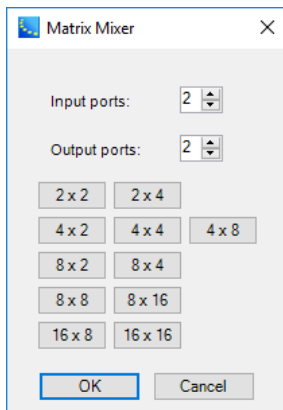 Matrix Mixer
Input ports: 2
Output ports: 2
2 x 2 2 x 4
4 x 2 4 x 4 4 x 8
8 x 2 8 x 4
8 x 8 8 x 16
16 x 8 16 x 16
OK Cancel